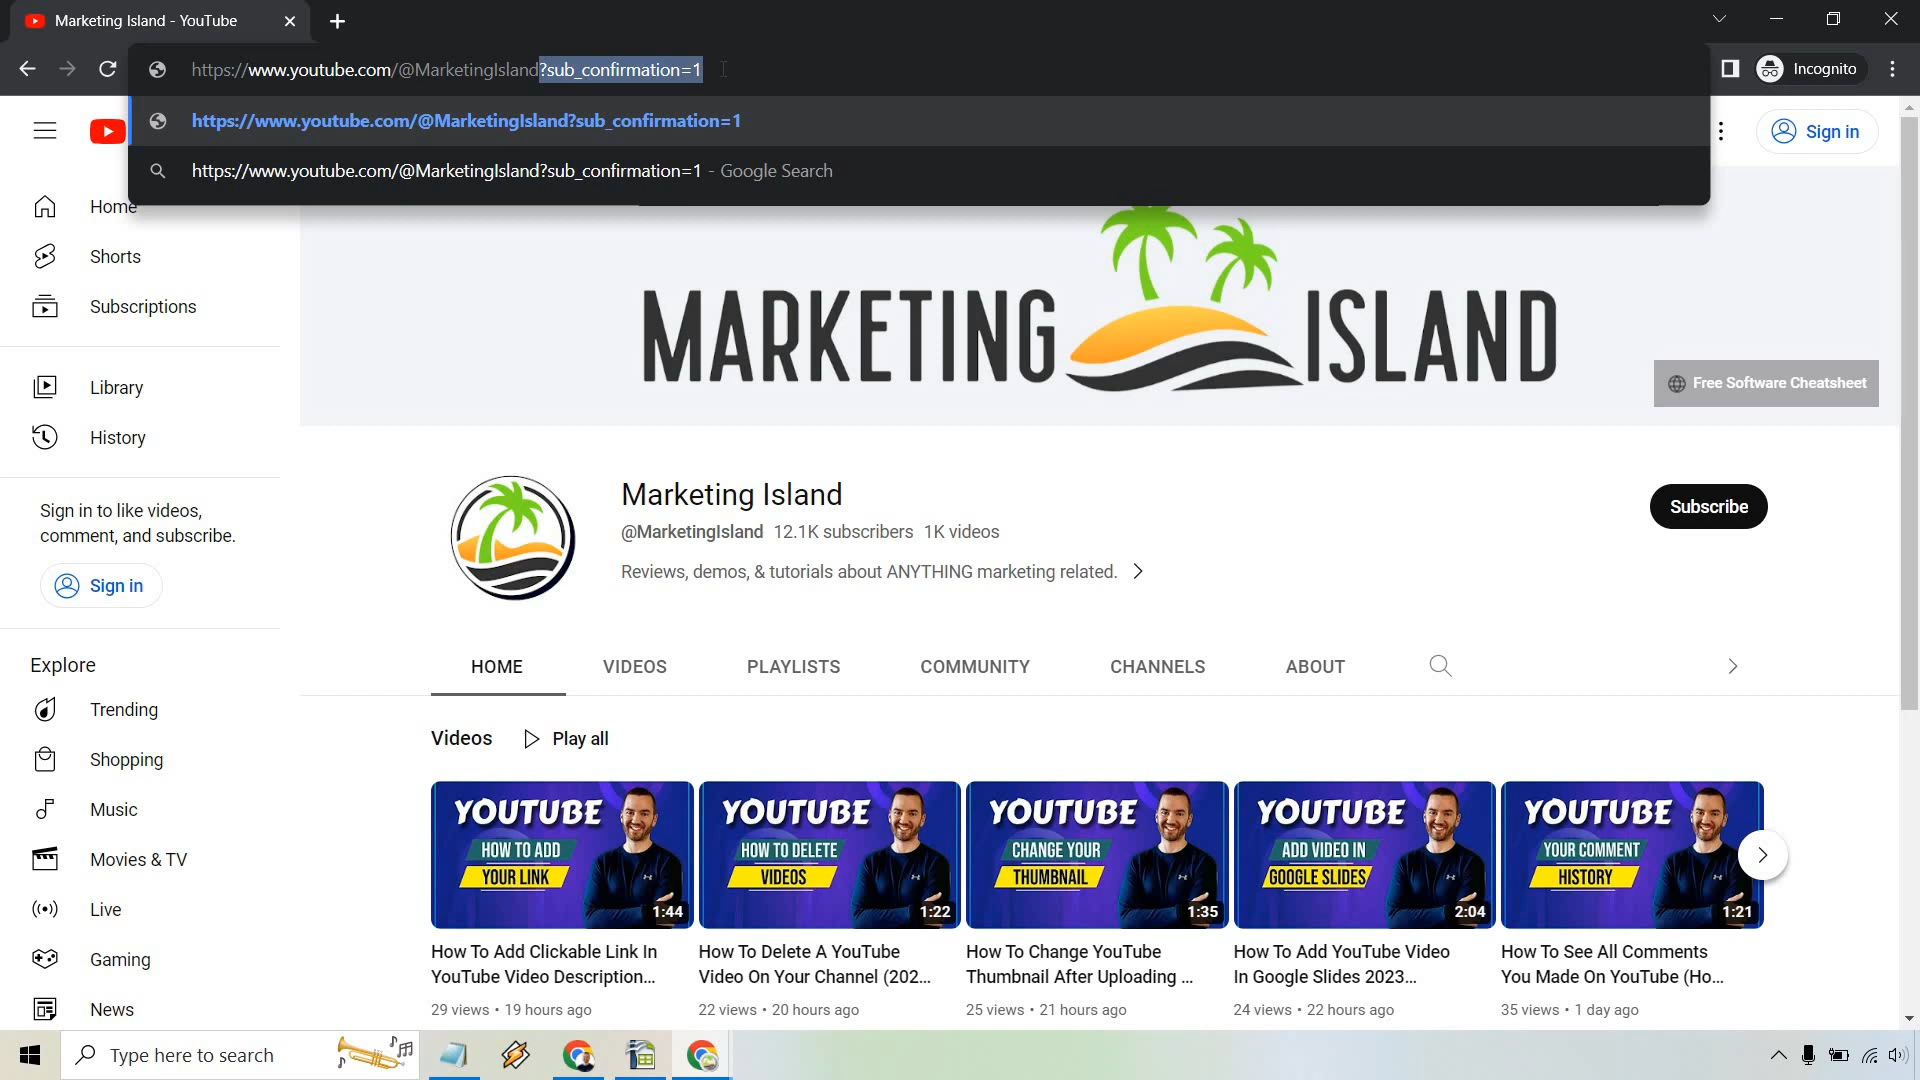 Marketing Island - YouTube
https://www.youtube.com/@MarketingIsland?sub_confirmation=1
Incognito
https://www.youtube.com/@MarketingIsland?sub_confirmation=1
https://www.youtube.com/@MarketingIsland?sub_confirmation=1 - Google Search
Sign in
Home
Shorts
Subscriptions
Library
History
Sign in to like videos,
comment, and subscribe.
Sign in
Explore
Trending
Shopping
Music
Movies & TV
Live
Gaming
News
MARKETING ISLAND
Free Software Cheatsheet
Marketing Island
@MarketingIsland 12.1K subscribers 1K videos
Reviews, demos, & tutorials about ANYTHING marketing related.
Subscribe
HOME VIDEOS PLAYLISTS COMMUNITY CHANNELS ABOUT
Videos Play all
YOUTUBE
HOW TO ADD
YOUR LINK
1:44
How To Add Clickable Link In
YouTube Video Description...
29 views • 19 hours ago
YOUTUBE
HOW TO DELETE
VIDEOS
1:22
How To Delete A YouTube
Video On Your Channel (202...
22 views • 20 hours ago
YOUTUBE
CHANGE YOUR
THUMBNAIL
1:35
How To Change YouTube
Thumbnail After Uploading ...
25 views • 21 hours ago
YOUTUBE
ADD VIDEO IN
GOOGLE SLIDES
2:04
How To Add YouTube Video
In Google Slides 2023...
24 views • 22 hours ago
YOUTUBE
YOUR COMMENT
HISTORY
1:21
How To See All Comments
You Made On YouTube (Ho...
35 views • 1 day ago
Type here to search